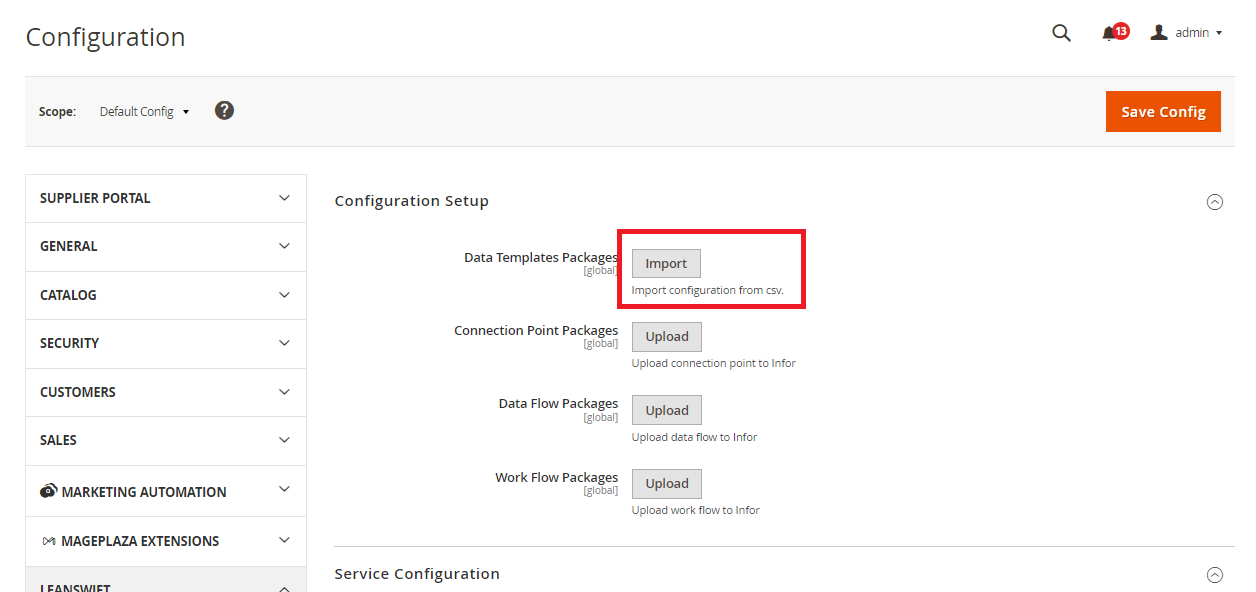 Configuration
13
admin
Scope:
Default Config
?
Save Config
SUPPLIER PORTAL
GENERAL
CATALOG
SECURITY
CUSTOMERS
SALES
MARKETING AUTOMATION
MAGEPLAZA EXTENSIONS
LEANSWIFT
Configuration Setup
Data Templates Packages
[global]
Import
Import configuration from csv.
Connection Point Packages
[global]
Upload
Upload connection point to Infor
Data Flow Packages
[global]
Upload
Upload data flow to Infor
Work Flow Packages
[global]
Upload
Upload work flow to Infor
Service Configuration